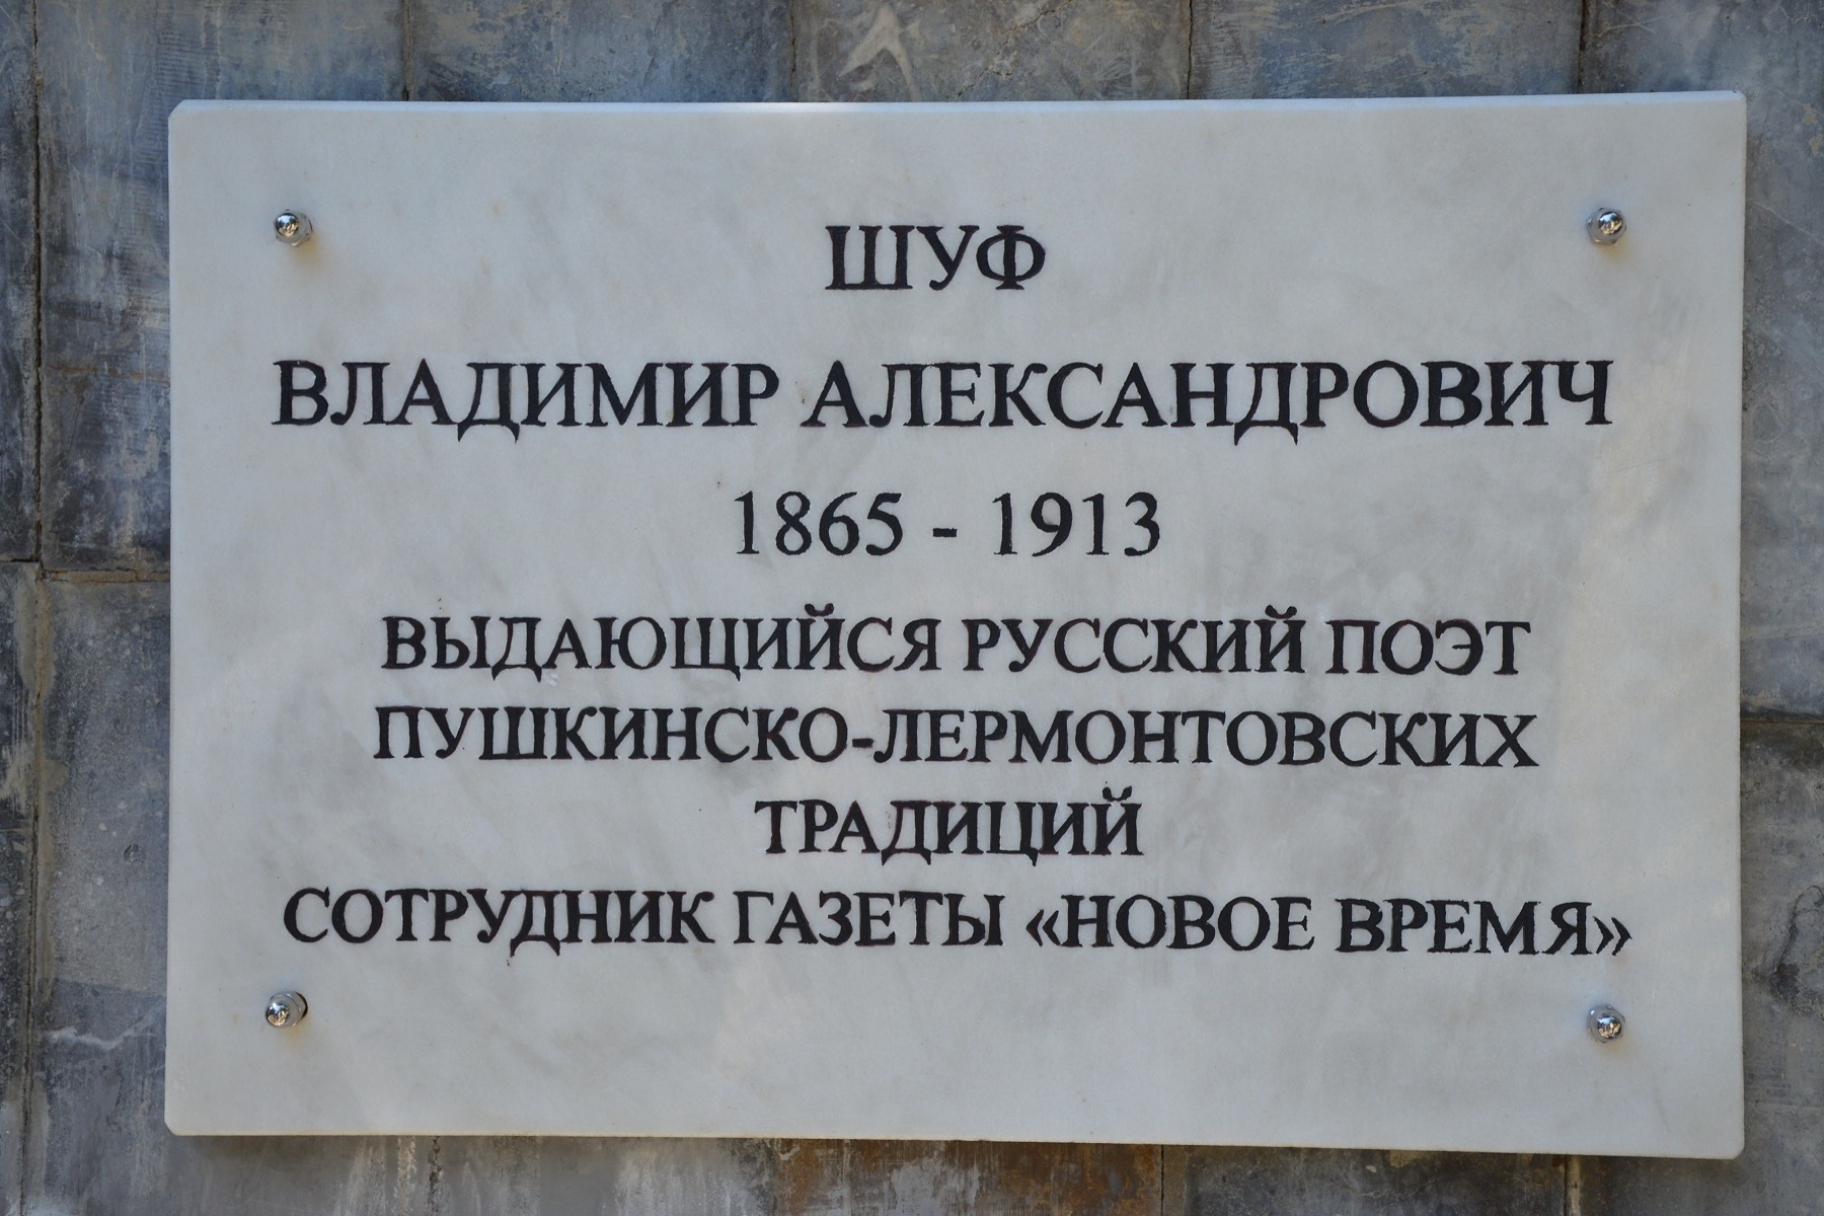 ШУФ
ВЛАДИМИР АЛЕКСАНДРОВИЧ
1865 - 1913
ВЫДАЮЩИЙСЯ РУССКИЙ ПОЭТ
ПУШКИНСКО-ЛЕРМОНТОВСКИХ
ТРАДИЦИЙ
СОТРУДНИК ГАЗЕТЫ «НОВОЕ ВРЕМЯ»